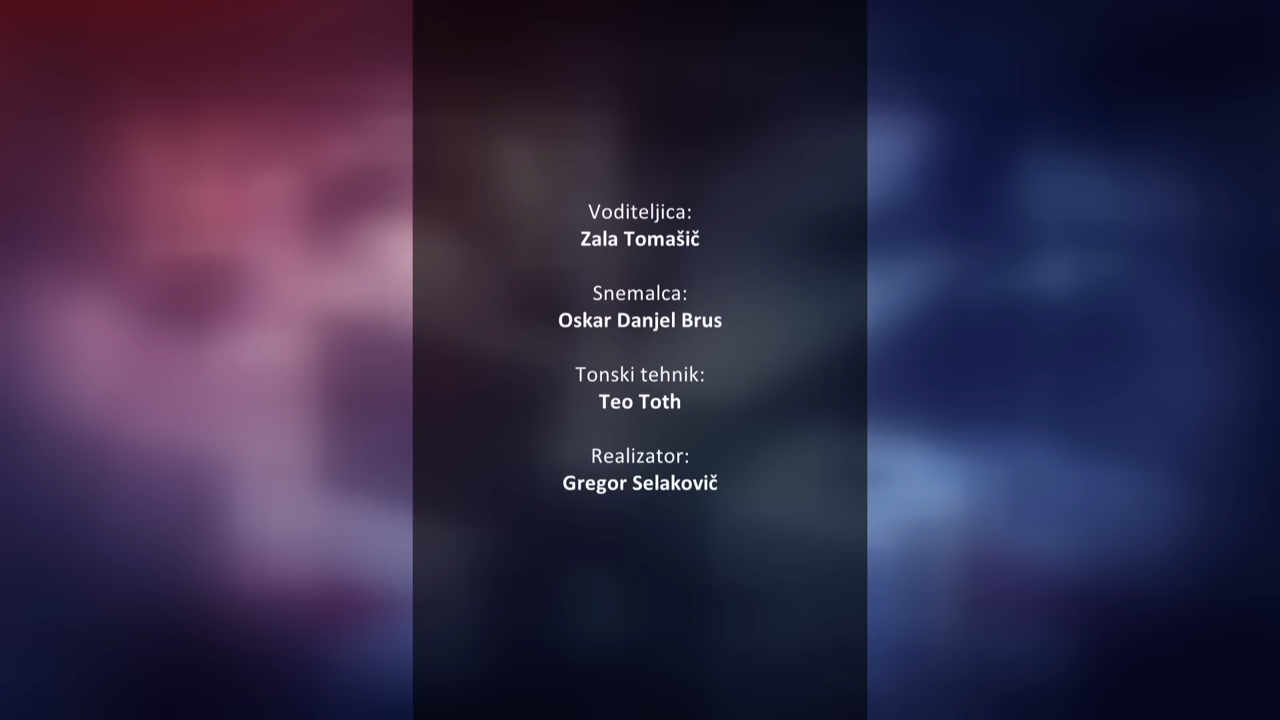 Voditeljica:
Zala Tomašič
Snemalca:
Oskar Danjel Brus
Tonski tehnik:
Teo Toth
Realizator:
Gregor Selakovič